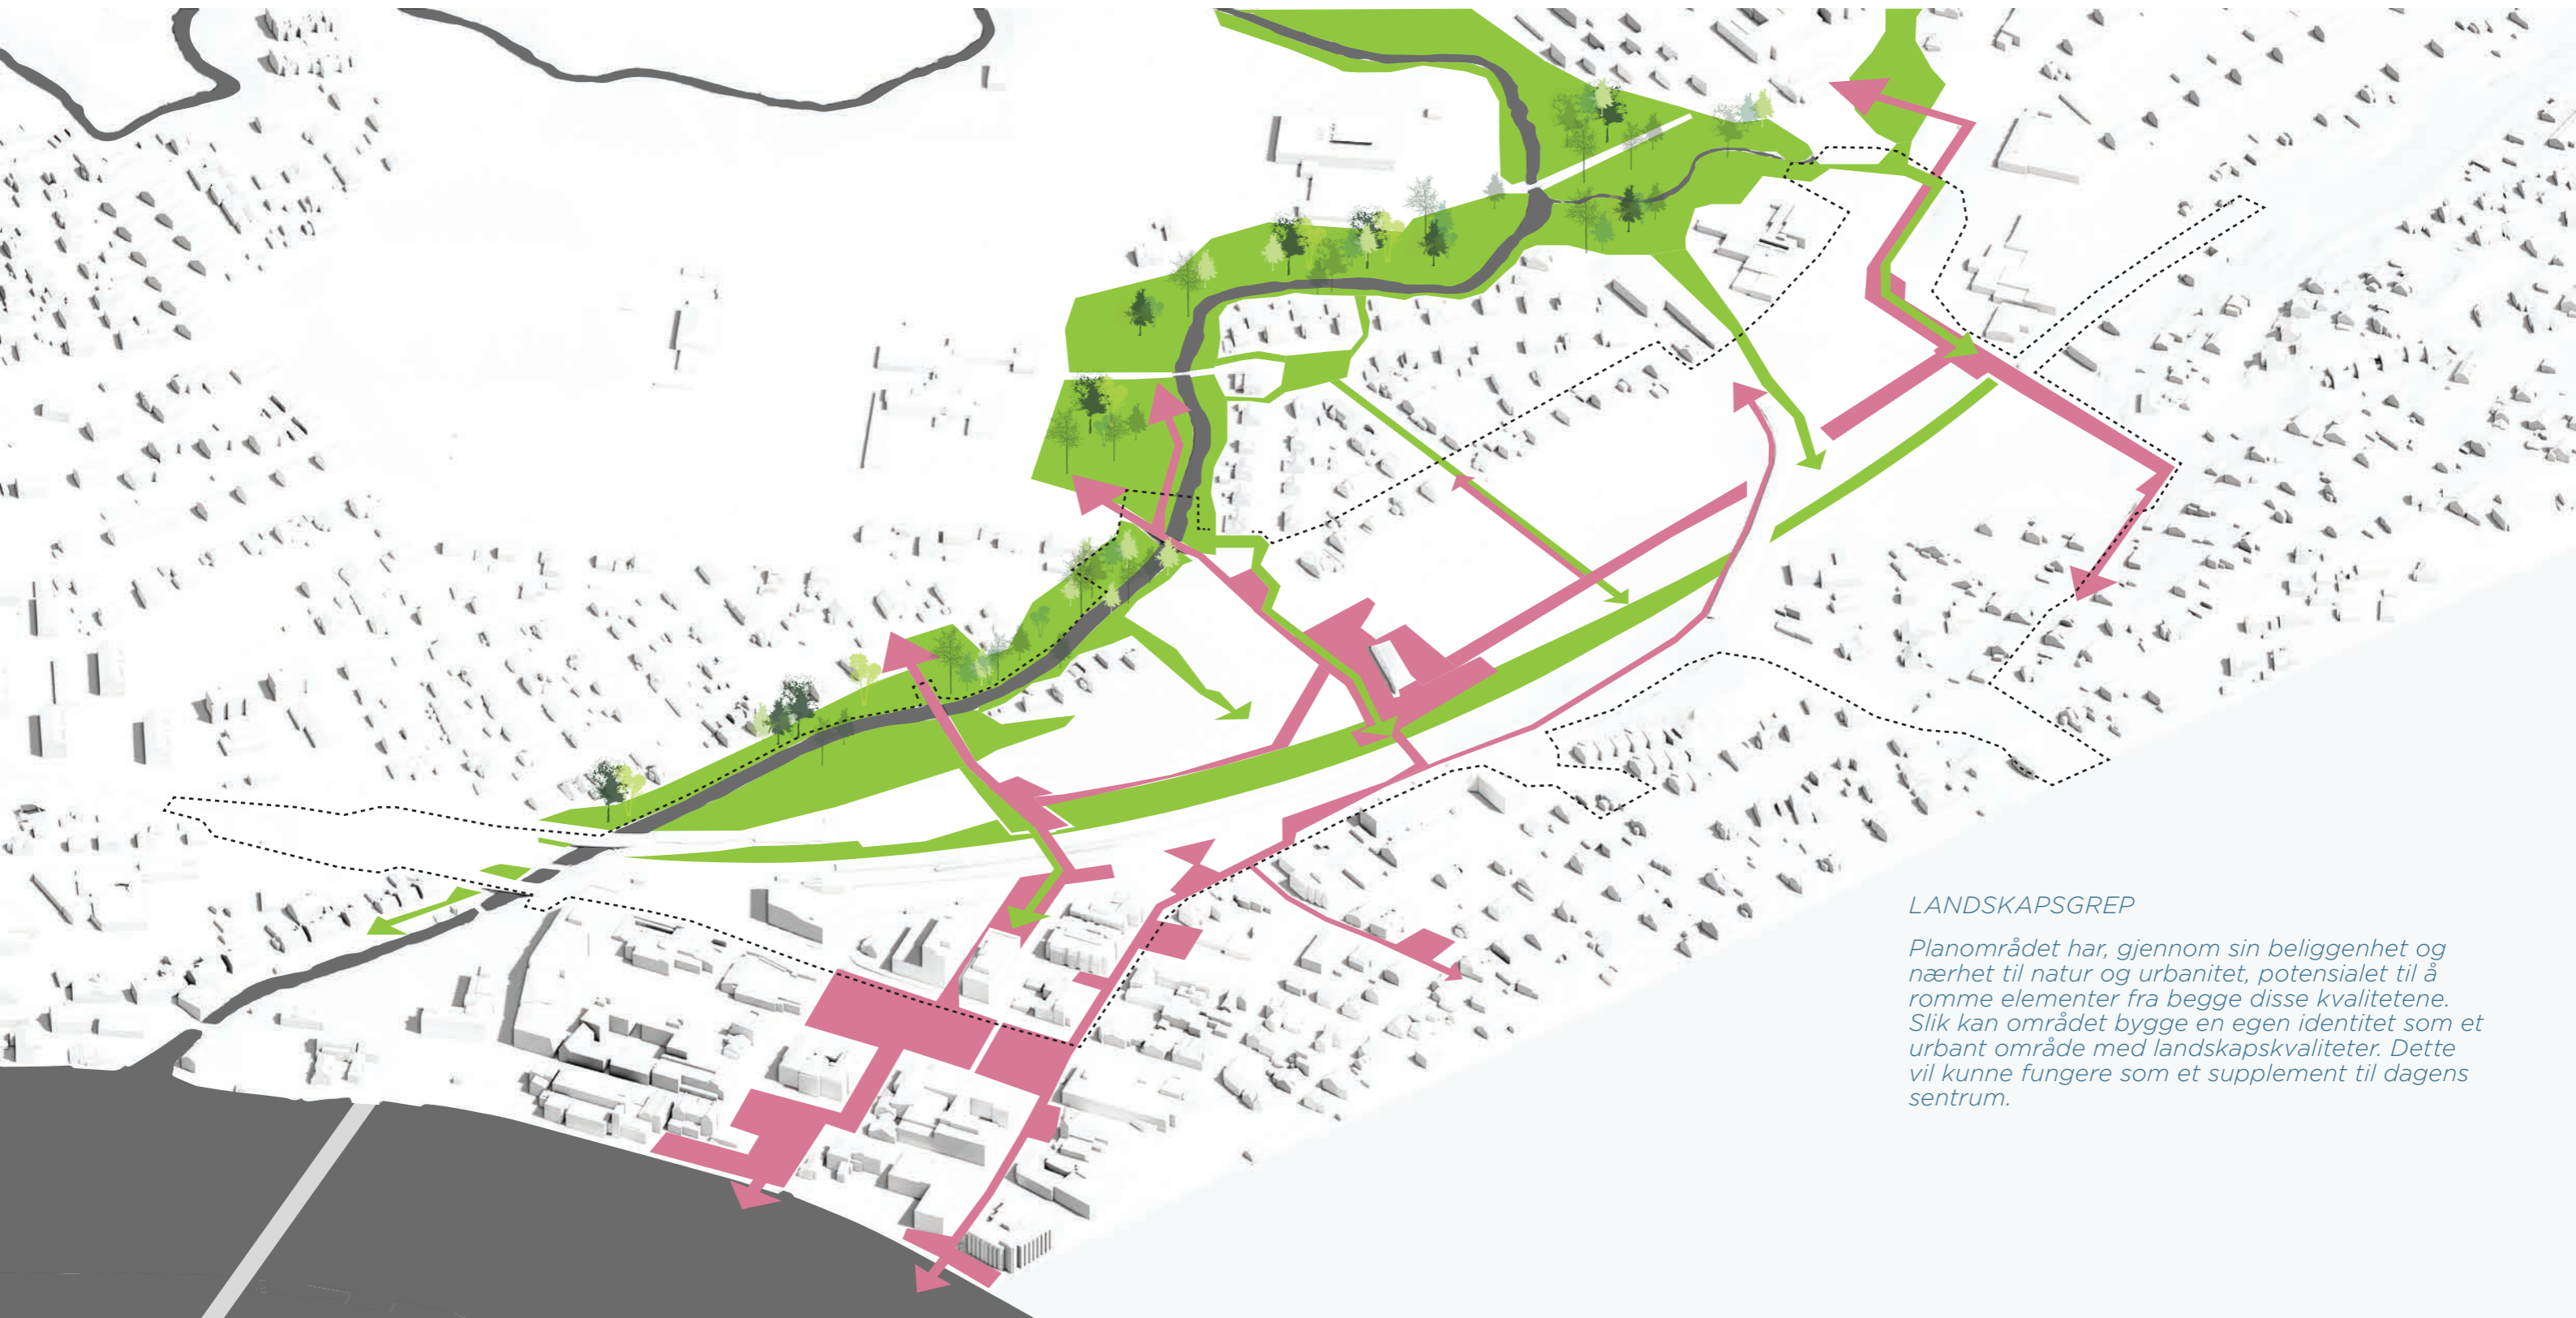 LANDSKAPSGREP
Planområdet har, gjennom sin beliggenhet og
nærhet til natur og urbanitet, potensialet til å
romme elementer fra begge disse kvalitetene.
Slik kan området bygge en egen identitet som et
urbant område med landskapskvaliteter. Dette
vil kunne fungere som et supplement til dagens
sentrum.